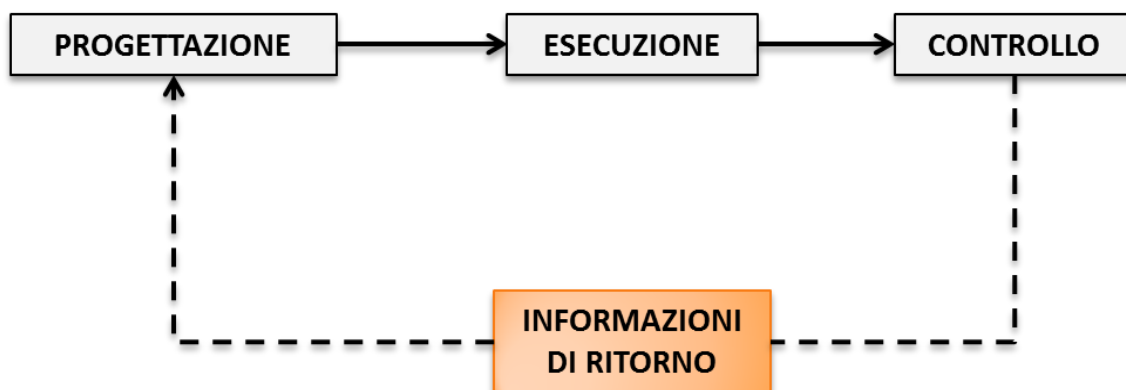 PROGETTAZIONE
ESECUZIONE
CONTROLLO
INFORMAZIONI
DI RITORNO